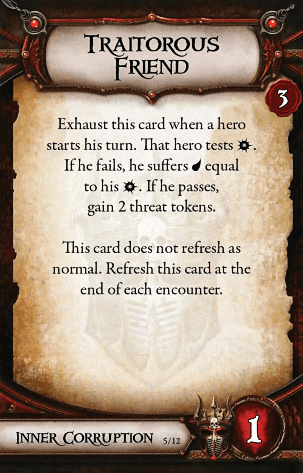 TRAITOROUS
FRIEND
3
Exhaust this card when a hero
starts his turn. That hero tests .
If he fails, he suffers equal
to his . If he passes,
gain 2 threat tokens.
This card does not refresh as
normal. Refresh this card at the
end of each encounter.
INNER CORRUPTION 5/12
1